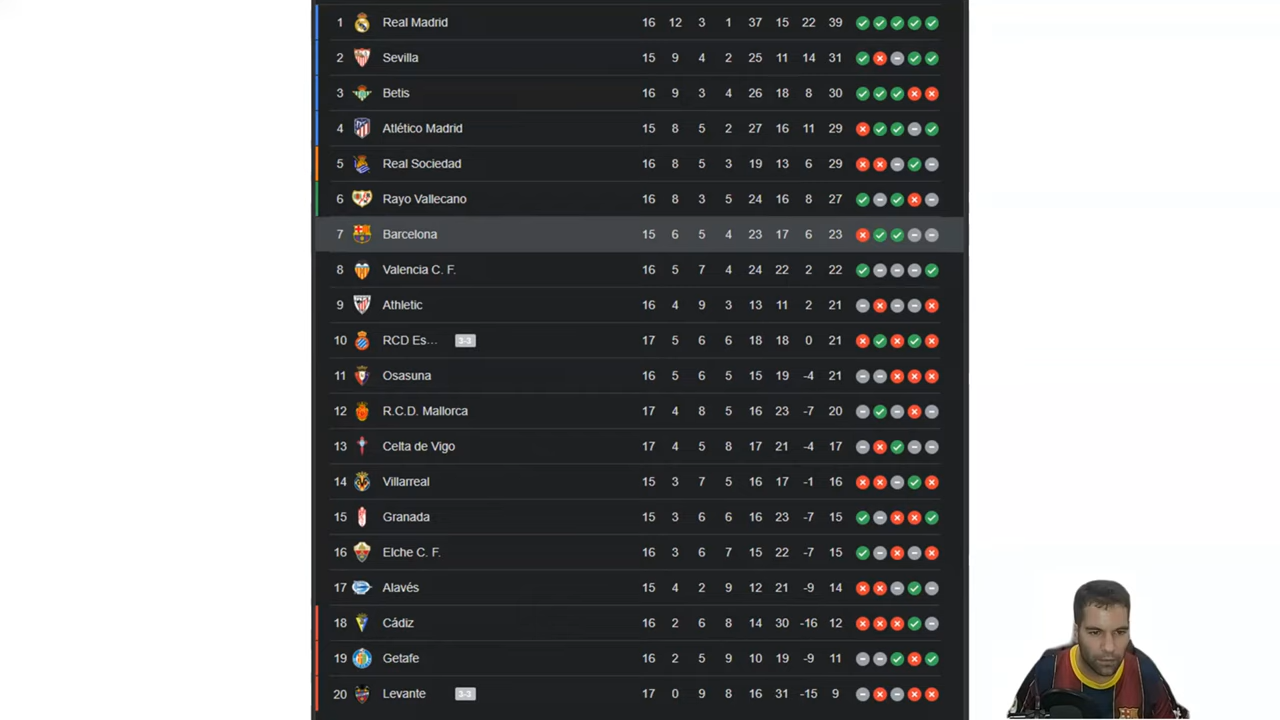 1 Real Madrid 16 12 3 1 37 15 22 39
2 Sevilla 15 9 4 2 25 11 14 31
3 Betis 16 9 3 4 26 18 8 30
4 Atlético Madrid 15 8 5 2 27 16 11 29
5 Real Sociedad 16 8 5 3 19 13 6 29
6 Rayo Vallecano 16 8 3 5 24 16 8 27
7 Barcelona 15 6 5 4 23 17 6 23
8 Valencia C. F. 16 5 7 4 24 22 2 22
9 Athletic 16 4 9 3 13 11 2 21
10 RCD Es... 3-3 17 5 6 6 18 18 0 21
11 Osasuna 16 5 6 5 15 19 -4 21
12 R.C.D. Mallorca 17 4 8 5 16 23 -7 20
13 Celta de Vigo 17 4 5 8 17 21 -4 17
14 Villarreal 15 3 7 5 16 17 -1 16
15 Granada 15 3 6 6 16 23 -7 15
16 Elche C. F. 16 3 6 7 15 22 -7 15
17 Alavés 15 4 2 9 12 21 -9 14
18 Cádiz 16 2 6 8 14 30 -16 12
19 Getafe 16 2 5 9 10 19 -9 11
20 Levante 3-3 17 0 9 8 16 31 -15 9